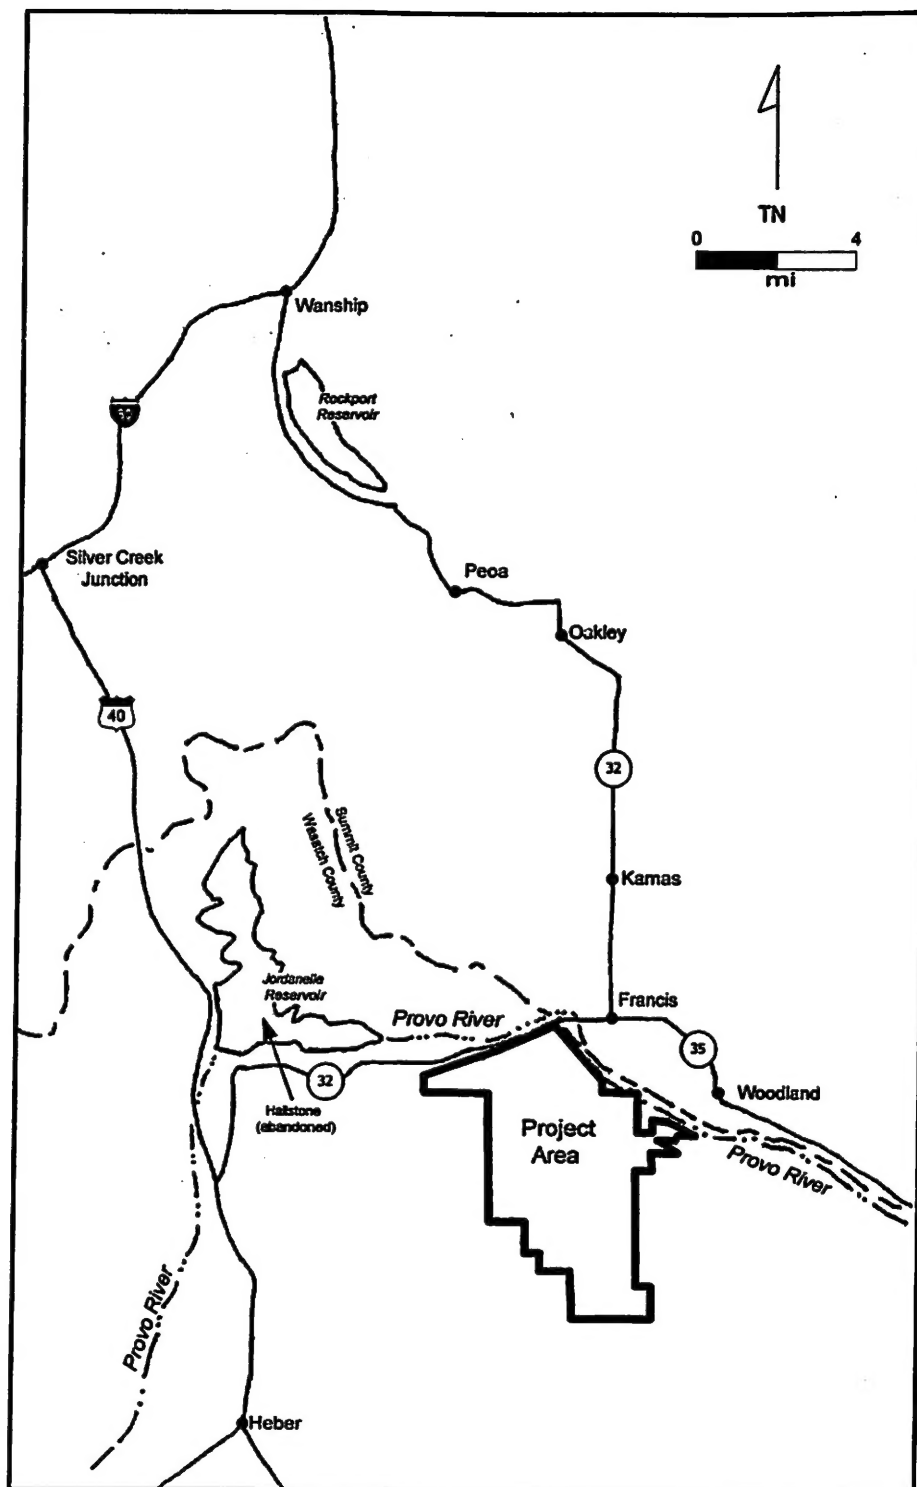 TN
0 4
mi
Wanship
Rockport
Reservoir
Silver Creek
Junction
Peoa
Oakley
40
32
Summit County
Wasatch County
Kamas
Jordanelle
Reservoir
Provo River
Francis
35
32
Woodland
Hailstone
(abandoned)
Project
Area
Provo River
Provo River
Heber